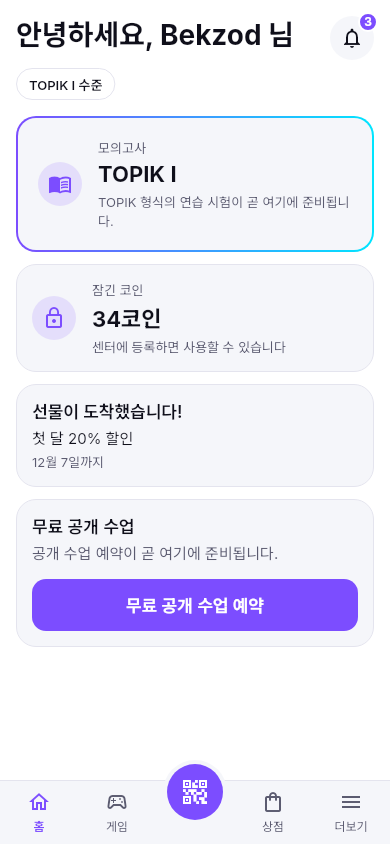 안녕하세요, Bekzod 님
3
TOPIK I 수준
모의고사
TOPIK I
TOPIK 형식의 연습 시험이 곧 여기에 준비됩니
다.
잠긴 코인
34코인
센터에 등록하면 사용할 수 있습니다
선물이 도착했습니다!
첫 달 20% 할인
12월 7일까지
무료 공개 수업
공개 수업 예약이 곧 여기에 준비됩니다.
무료 공개 수업 예약
홈
게임
상점
더보기